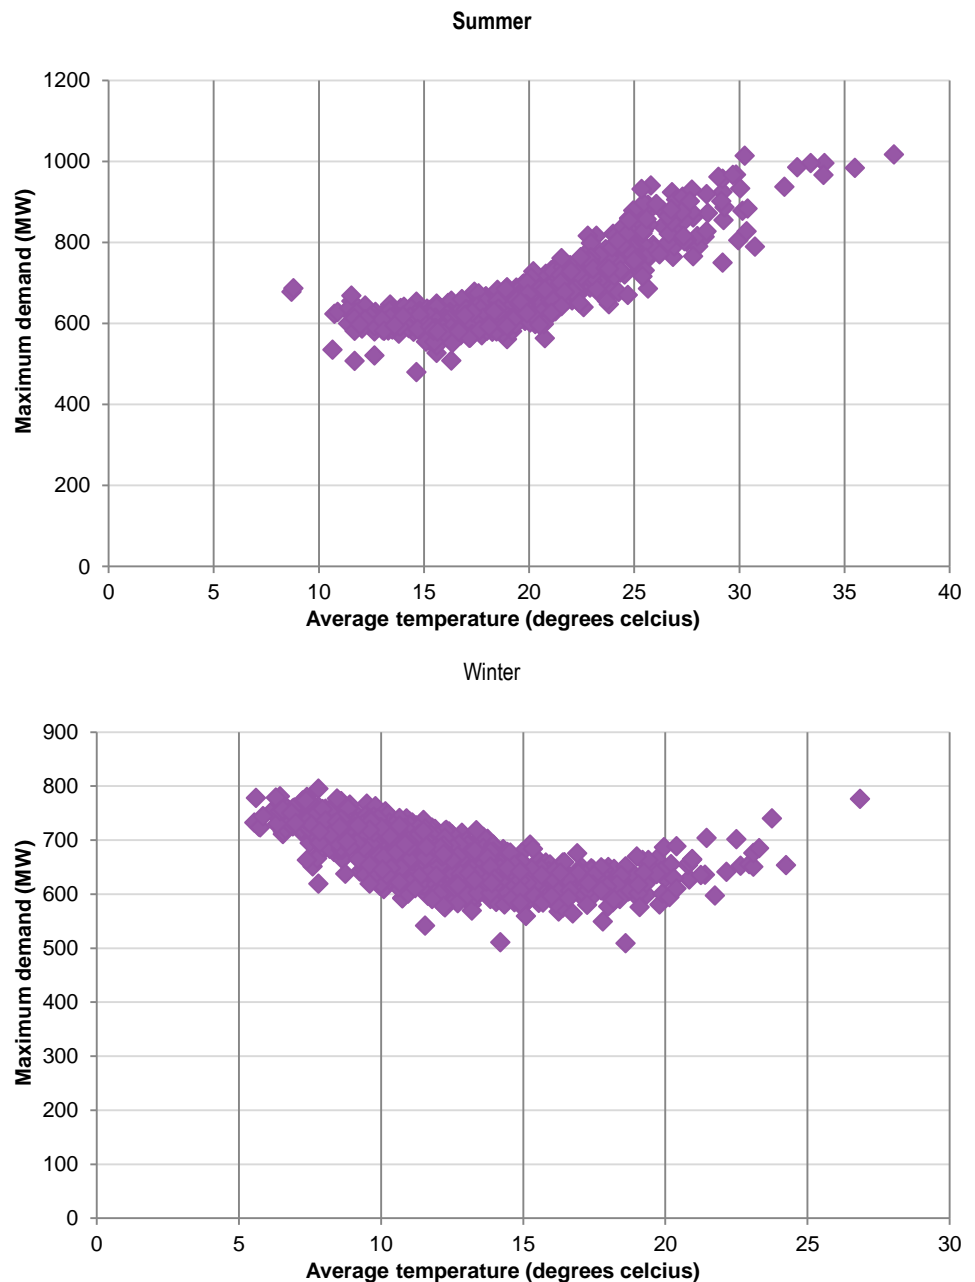 Summer
1200
1000
800
600
400
200
0
0 5 10 15 20 25 30 35 40
Maximum demand (MW)
Average temperature (degrees celcius)
Winter
900
800
700
600
500
400
300
200
100
0
0 5 10 15 20 25 30
Maximum demand (MW)
Average temperature (degrees celcius)